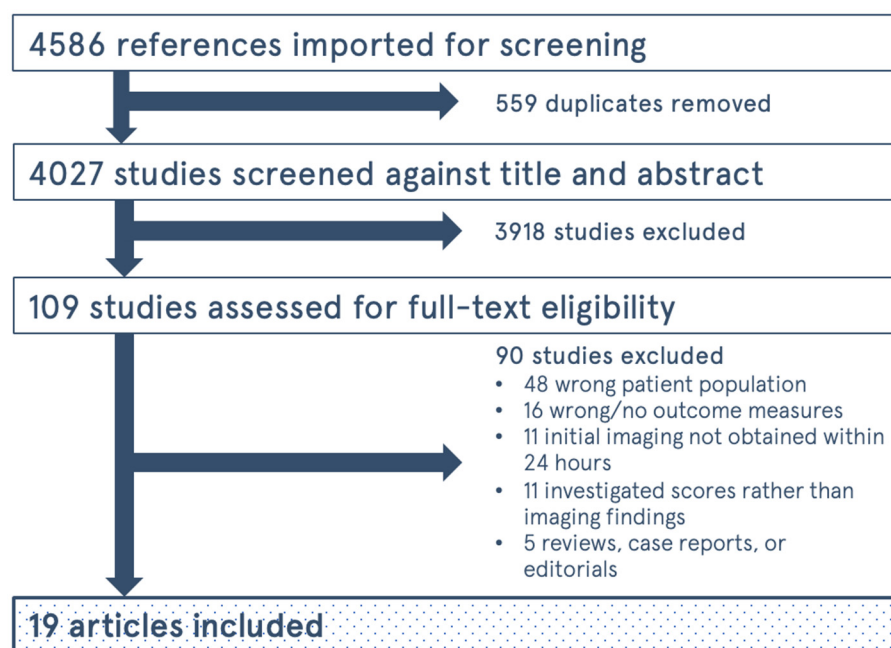 4586 references imported for screening
559 duplicates removed
4027 studies screened against title and abstract
3918 studies excluded
109 studies assessed for full-text eligibility
90 studies excluded
• 48 wrong patient population
• 16 wrong/no outcome measures
• 11 initial imaging not obtained within
24 hours
• 11 investigated scores rather than
imaging findings
• 5 reviews, case reports, or
editorials
19 articles included